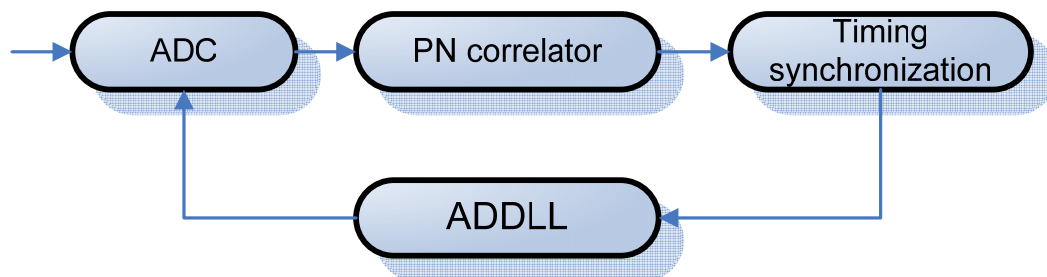 ADC
PN correlator
Timing
synchronization
ADDLL